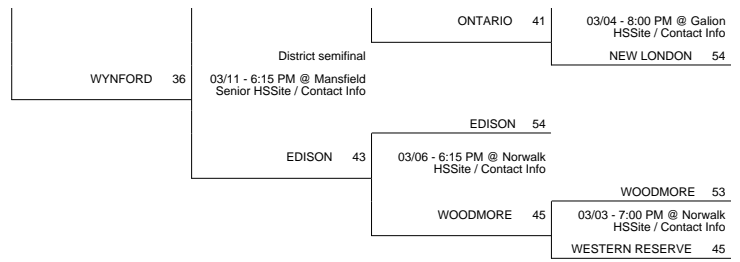 ONTARIO 41
03/04 - 8:00 PM @ Galion
HSSite / Contact Info
District semifinal
NEW LONDON 54
WYNFORD 36
03/11 - 6:15 PM @ Mansfield
Senior HSSite / Contact Info
EDISON 54
EDISON 43
03/06 - 6:15 PM @ Norwalk
HSSite / Contact Info
WOODMORE 53
WOODMORE 45
03/03 - 7:00 PM @ Norwalk
HSSite / Contact Info
WESTERN RESERVE 45